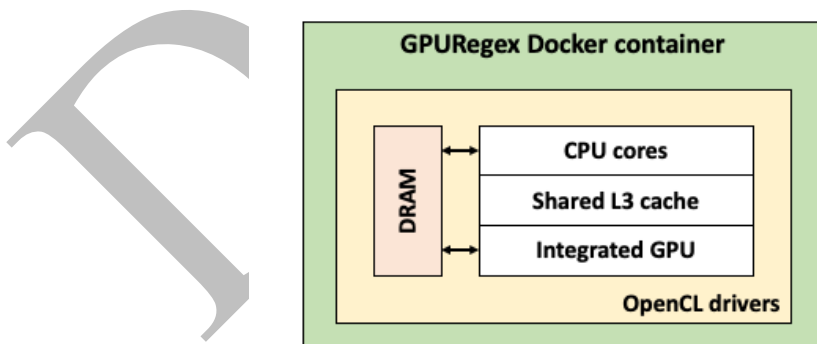 GPURegex Docker container
DRAM
CPU cores
Shared L3 cache
Integrated GPU
OpenCL drivers